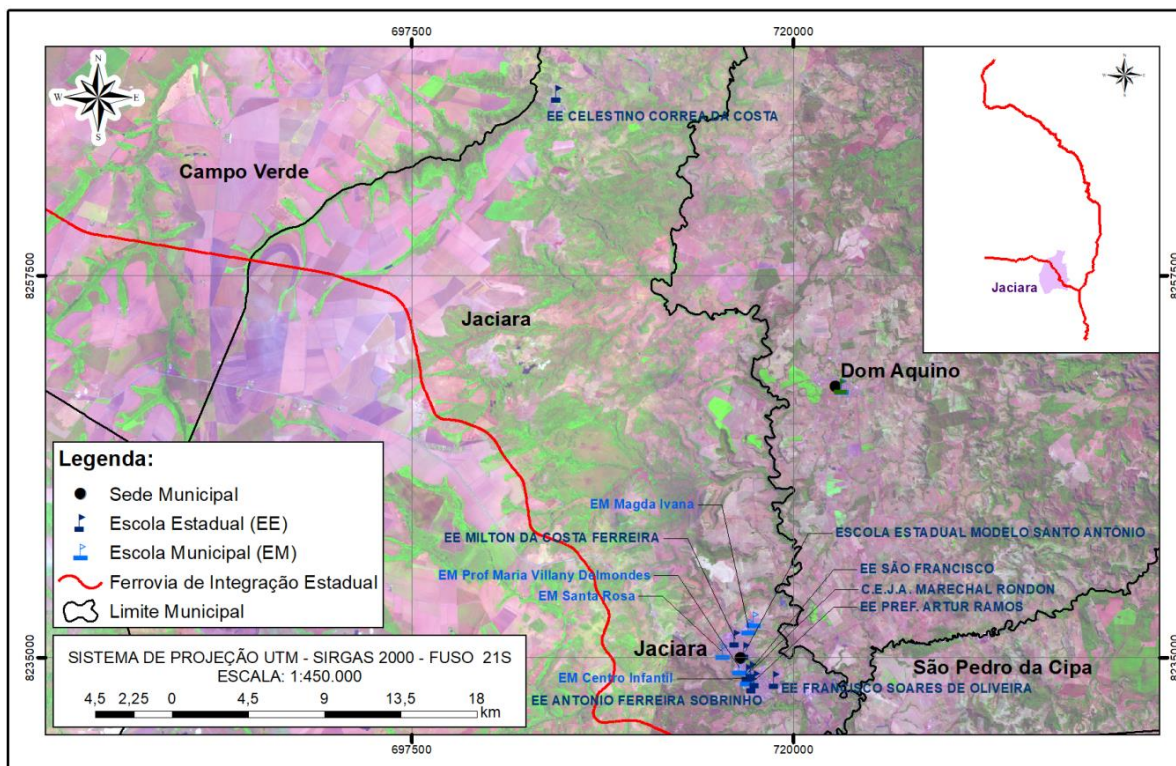 697500
720000
N
W
E
S
EE CELESTINO CORREA DA COSTA
Campo Verde
8257500
8257500
Jaciara
Jaciara
Dom Aquino
Legenda:
Sede Municipal
Escola Estadual (EE)
Escola Municipal (EM)
Ferrovia de Integração Estadual
Limite Municipal
EM Magda Ivana
EE MILTON DA COSTA FERREIRA
ESCOLA ESTADUAL MODELO SANTO ANTONIO
EM Prof Maria Villany Delmondes
EE SÃO FRANCISCO
EM Santa Rosa
C.E.J.A. MARECHAL RONDON
EE PREF. ARTUR RAMOS
Jaciara
8235000
8235000
São Pedro da Cipa
EM Centro Infantil
EE FRANCISCO SOARES DE OLIVEIRA
EE ANTONIO FERREIRA SOBRINHO
SISTEMA DE PROJEÇÃO UTM - SIRGAS 2000 - FUSO 21S
ESCALA: 1:450.000
4,5 2,25 0 4,5 9 13,5 18
km
697500
720000